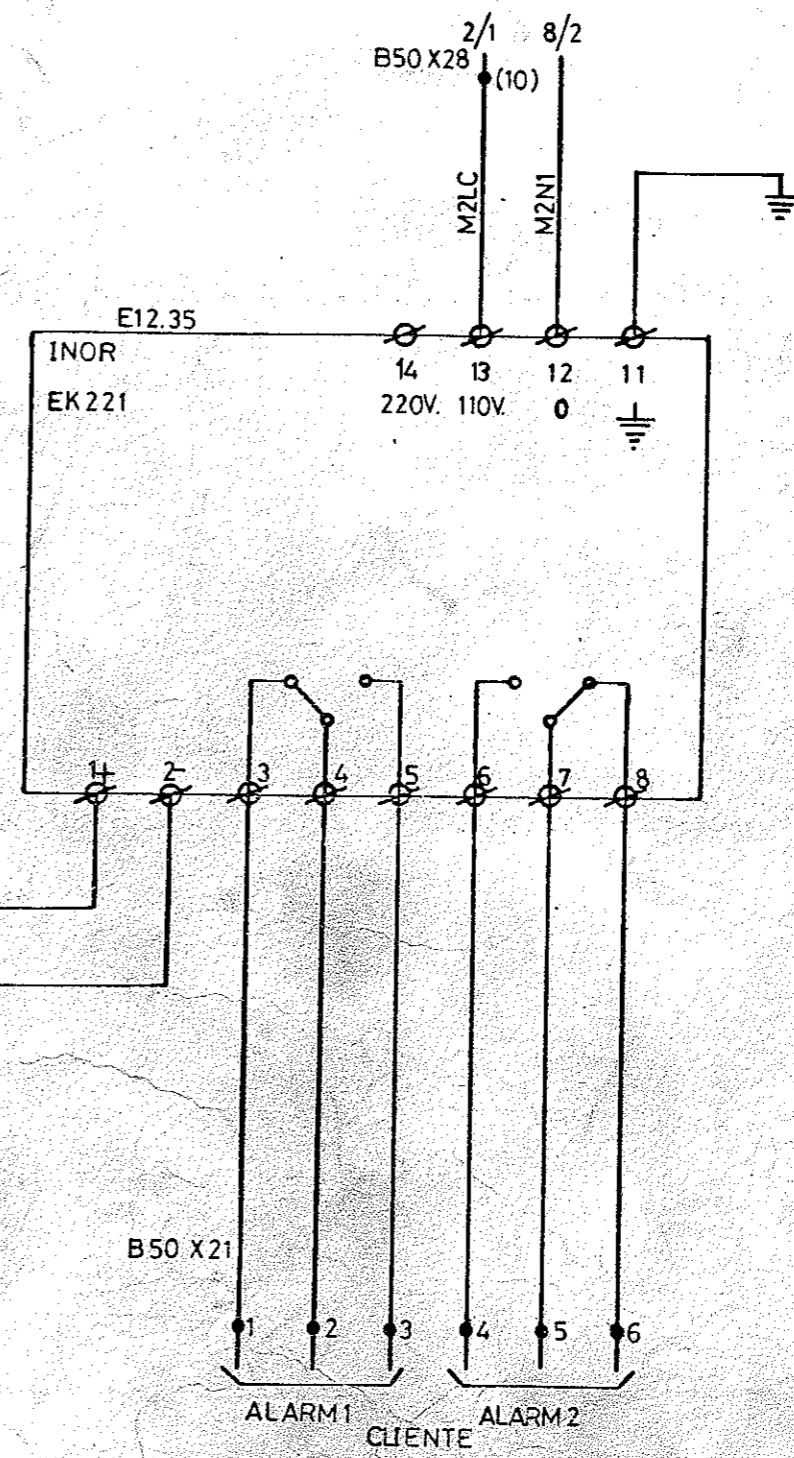 2/1 8/2
B50 X28
(10)
M2LC
M2N1
E12.35
INOR
14 13 12 11
EK221
220V. 110V. 0
1+ 2- 3 4 5 6 7 8
B50 X21
1 2 3 4 5 6
ALARM1 ALARM2
CLIENTE